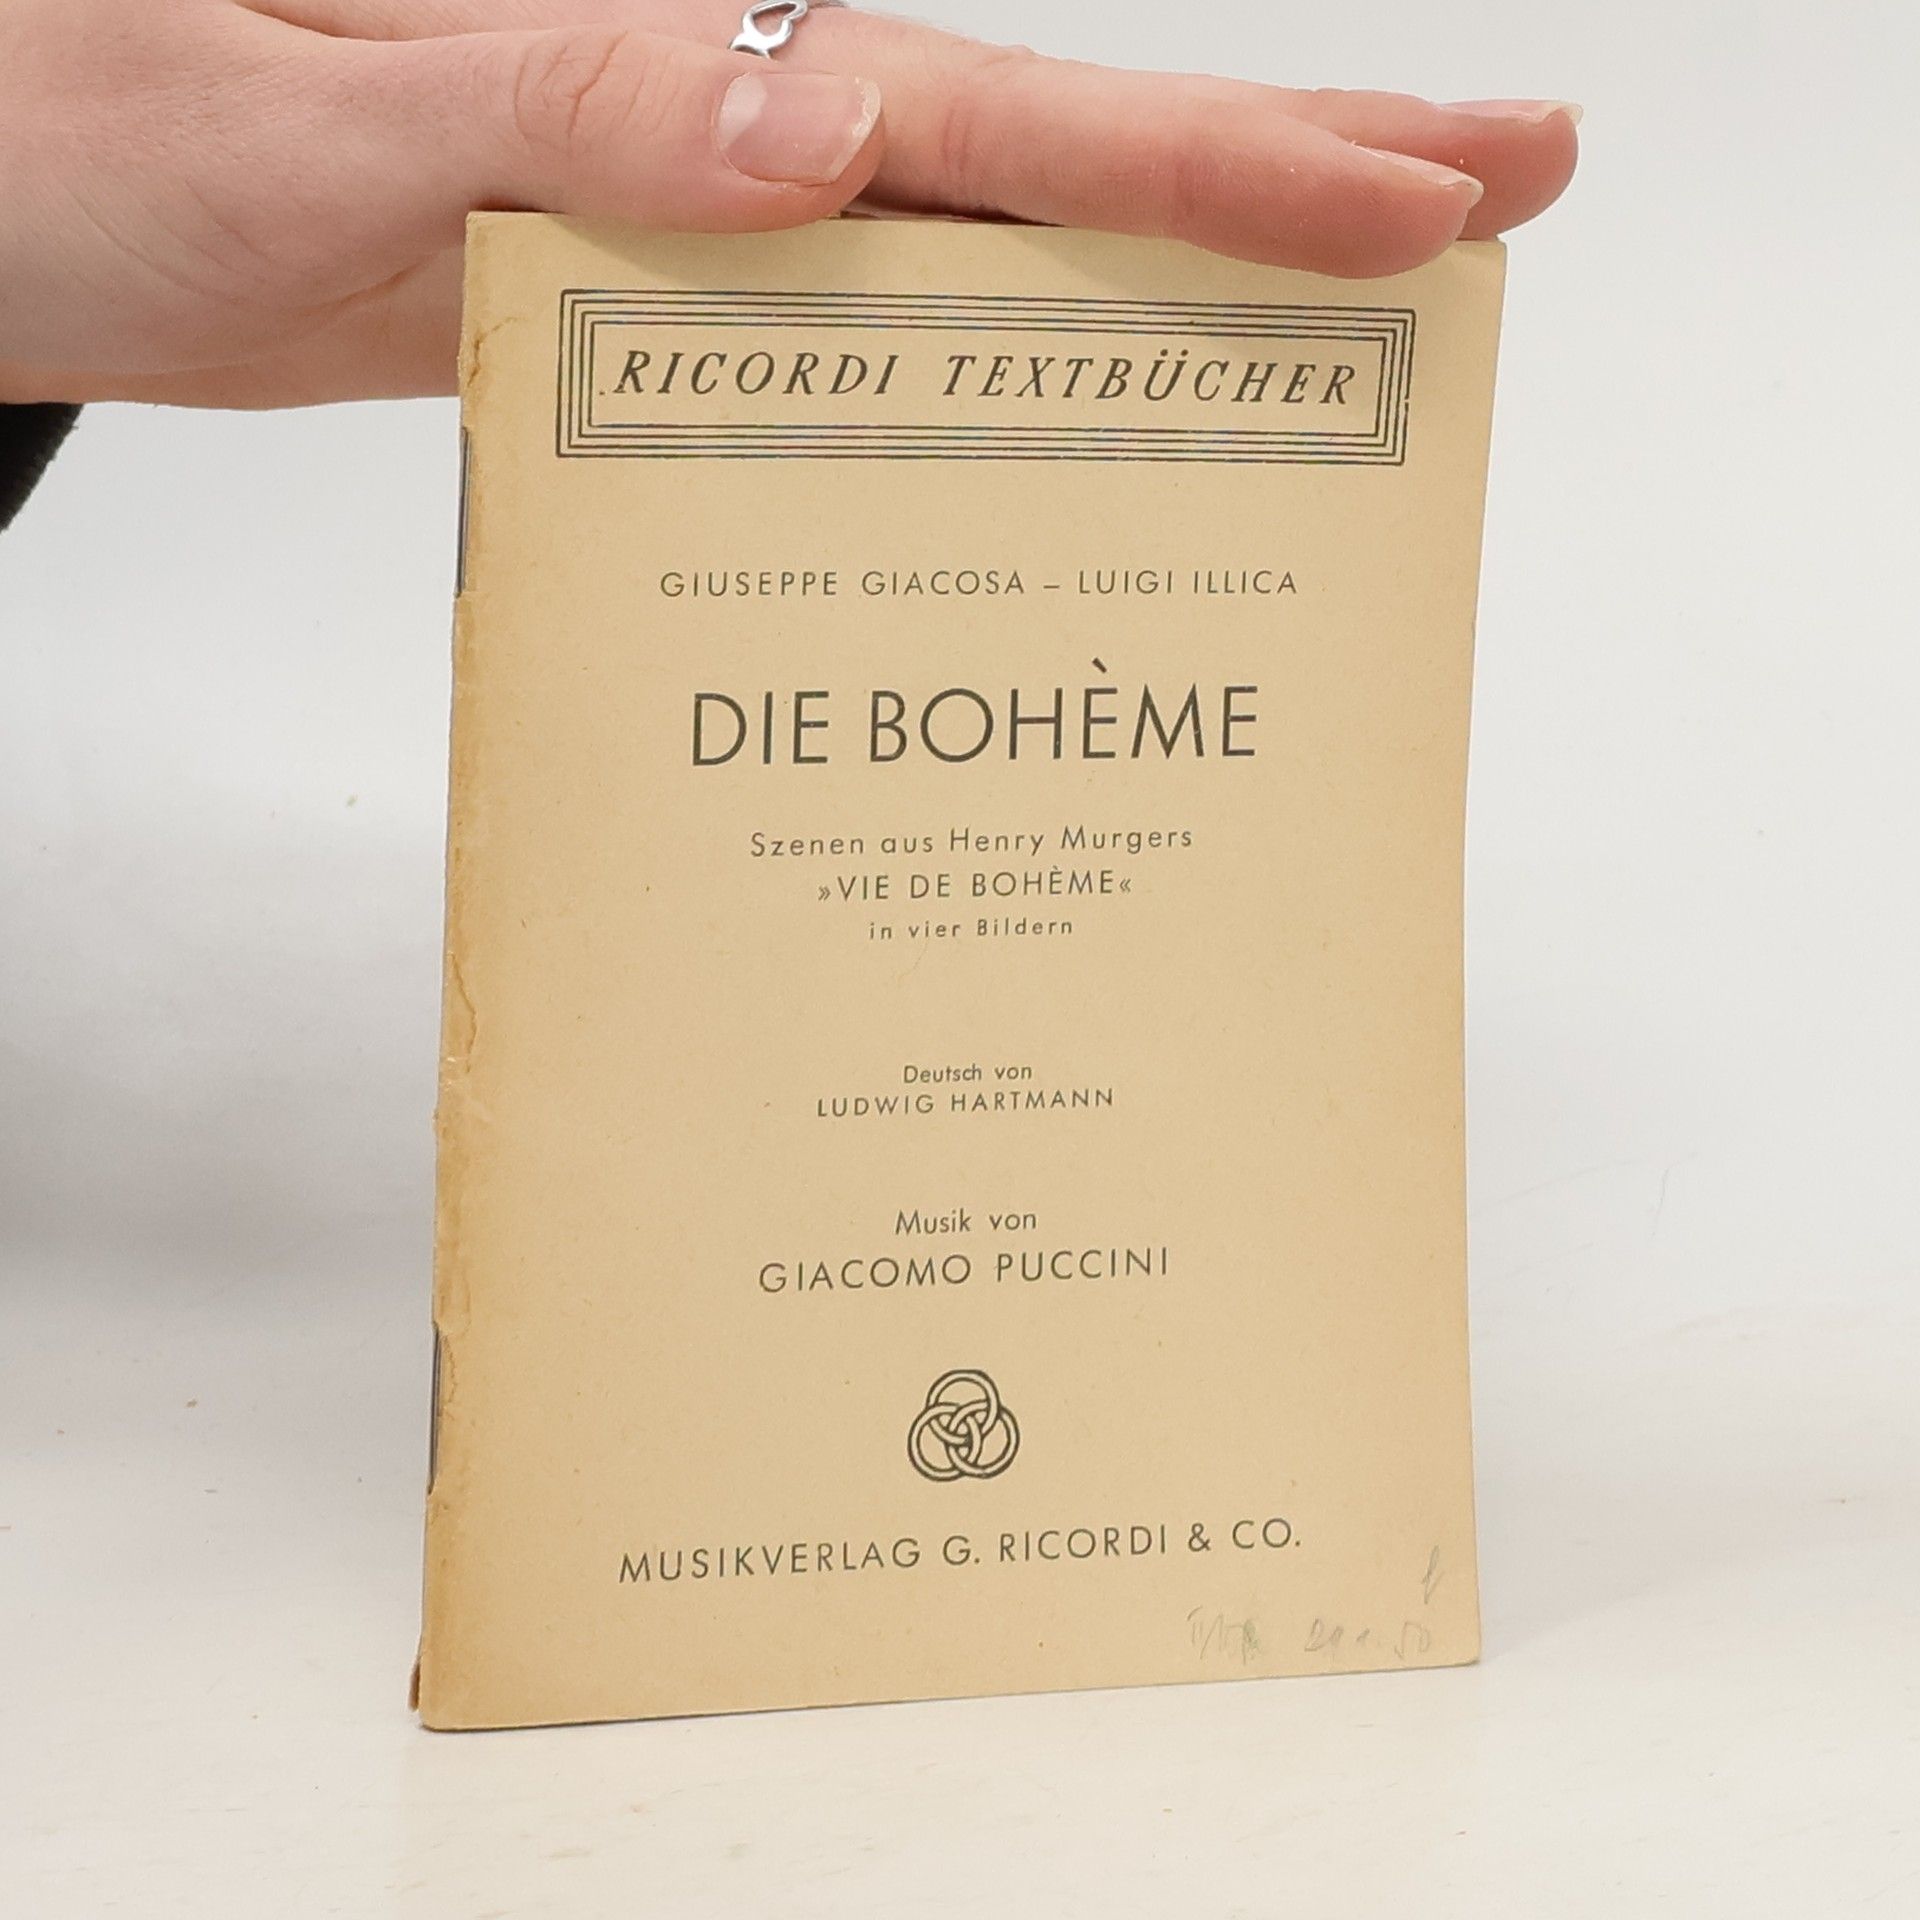 RICORDI TEXTBÜCHER
GIUSEPPE GIACOSA – LUIGI ILLICA
DIE BOHÈME
Szenen aus Henry Murgers
»VIE DE BOHÈME«
in vier Bildern
Deutsch von
LUDWIG HARTMANN
Musik von
GIACOMO PUCCINI
MUSIKVERLAG G. RICORDI & CO.